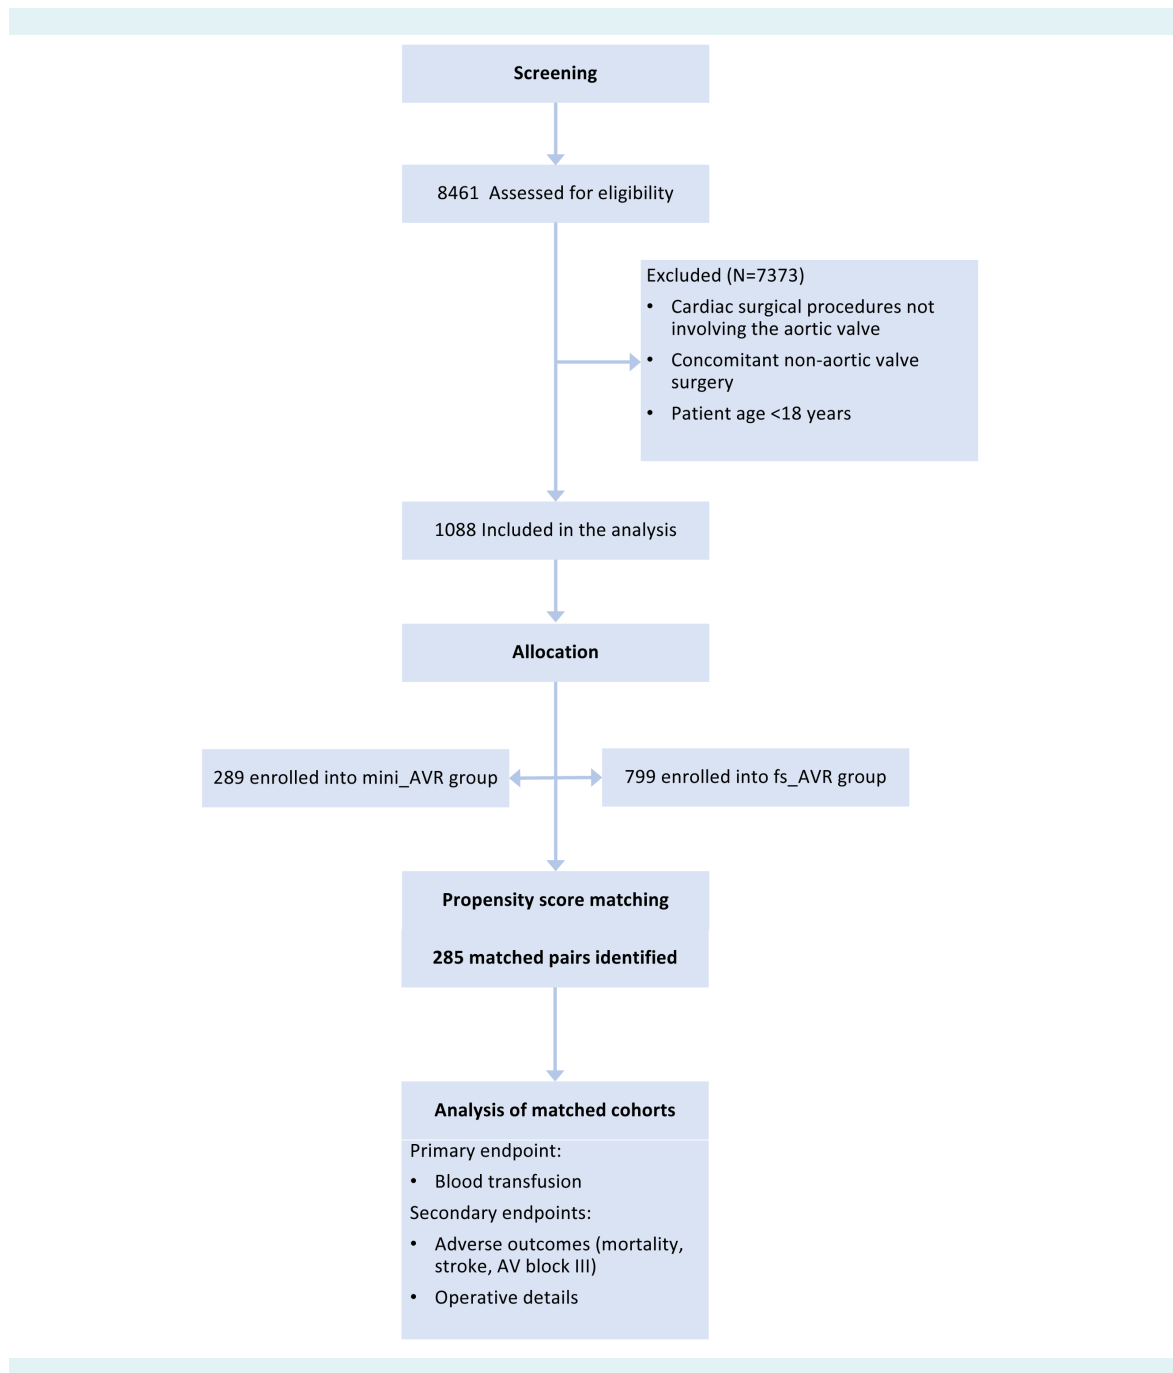 Screening
8461 Assessed for eligibility
Excluded (N=7373)
• Cardiac surgical procedures not
involving the aortic valve
• Concomitant non-aortic valve
surgery
• Patient age <18 years
1088 Included in the analysis
Allocation
289 enrolled into mini_AVR group
799 enrolled into fs_AVR group
Propensity score matching
285 matched pairs identified
Analysis of matched cohorts
Primary endpoint:
• Blood transfusion
Secondary endpoints:
• Adverse outcomes (mortality,
stroke, AV block III)
• Operative details